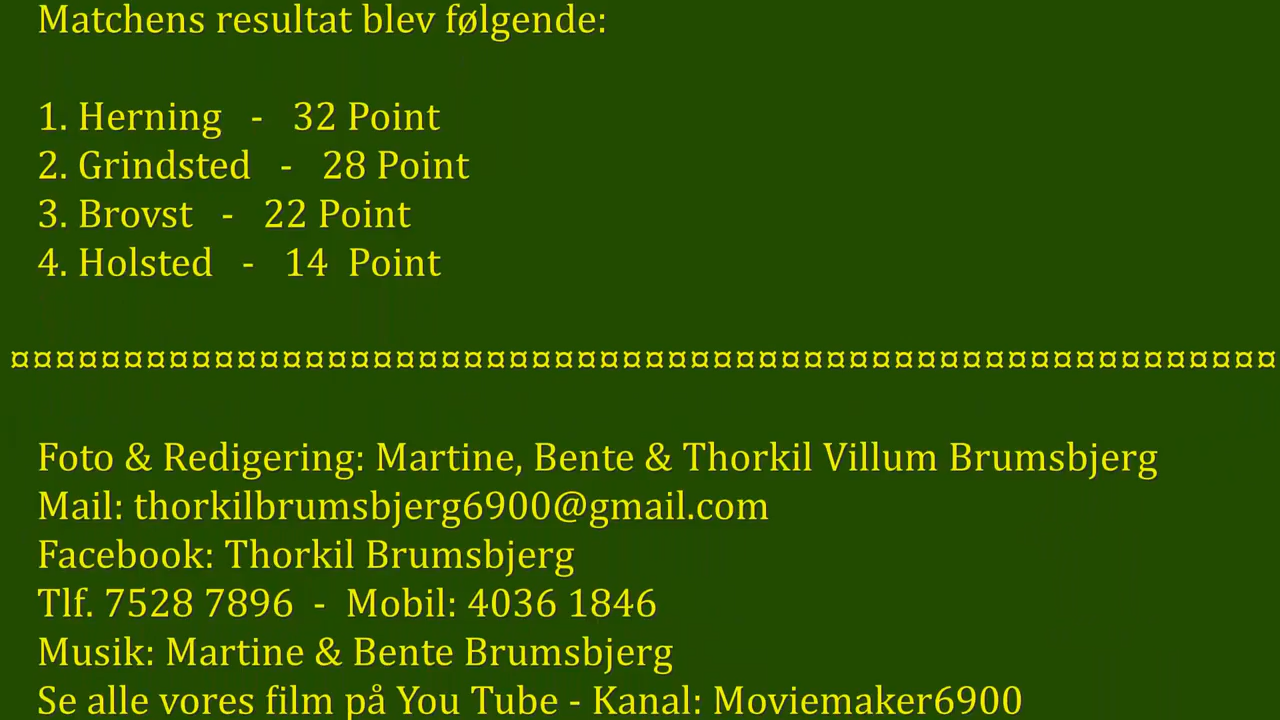 Matchens resultat blev følgende:
1. Herning - 32 Point
2. Grindsted - 28 Point
3. Brovst - 22 Point
4. Holsted - 14 Point
¤¤¤¤¤¤¤¤¤¤¤¤¤¤¤¤¤¤¤¤¤¤¤¤¤¤¤¤¤¤¤¤¤¤¤¤¤¤¤¤¤¤¤¤¤¤¤¤¤¤¤¤¤¤¤
Foto & Redigering: Martine, Bente & Thorkil Villum Brumsbjerg
Mail: thorkilbrumsbjerg6900@gmail.com
Facebook: Thorkil Brumsbjerg
Tlf. 7528 7896 - Mobil: 4036 1846
Musik: Martine & Bente Brumsbjerg
Se alle vores film på You Tube - Kanal: Moviemaker6900